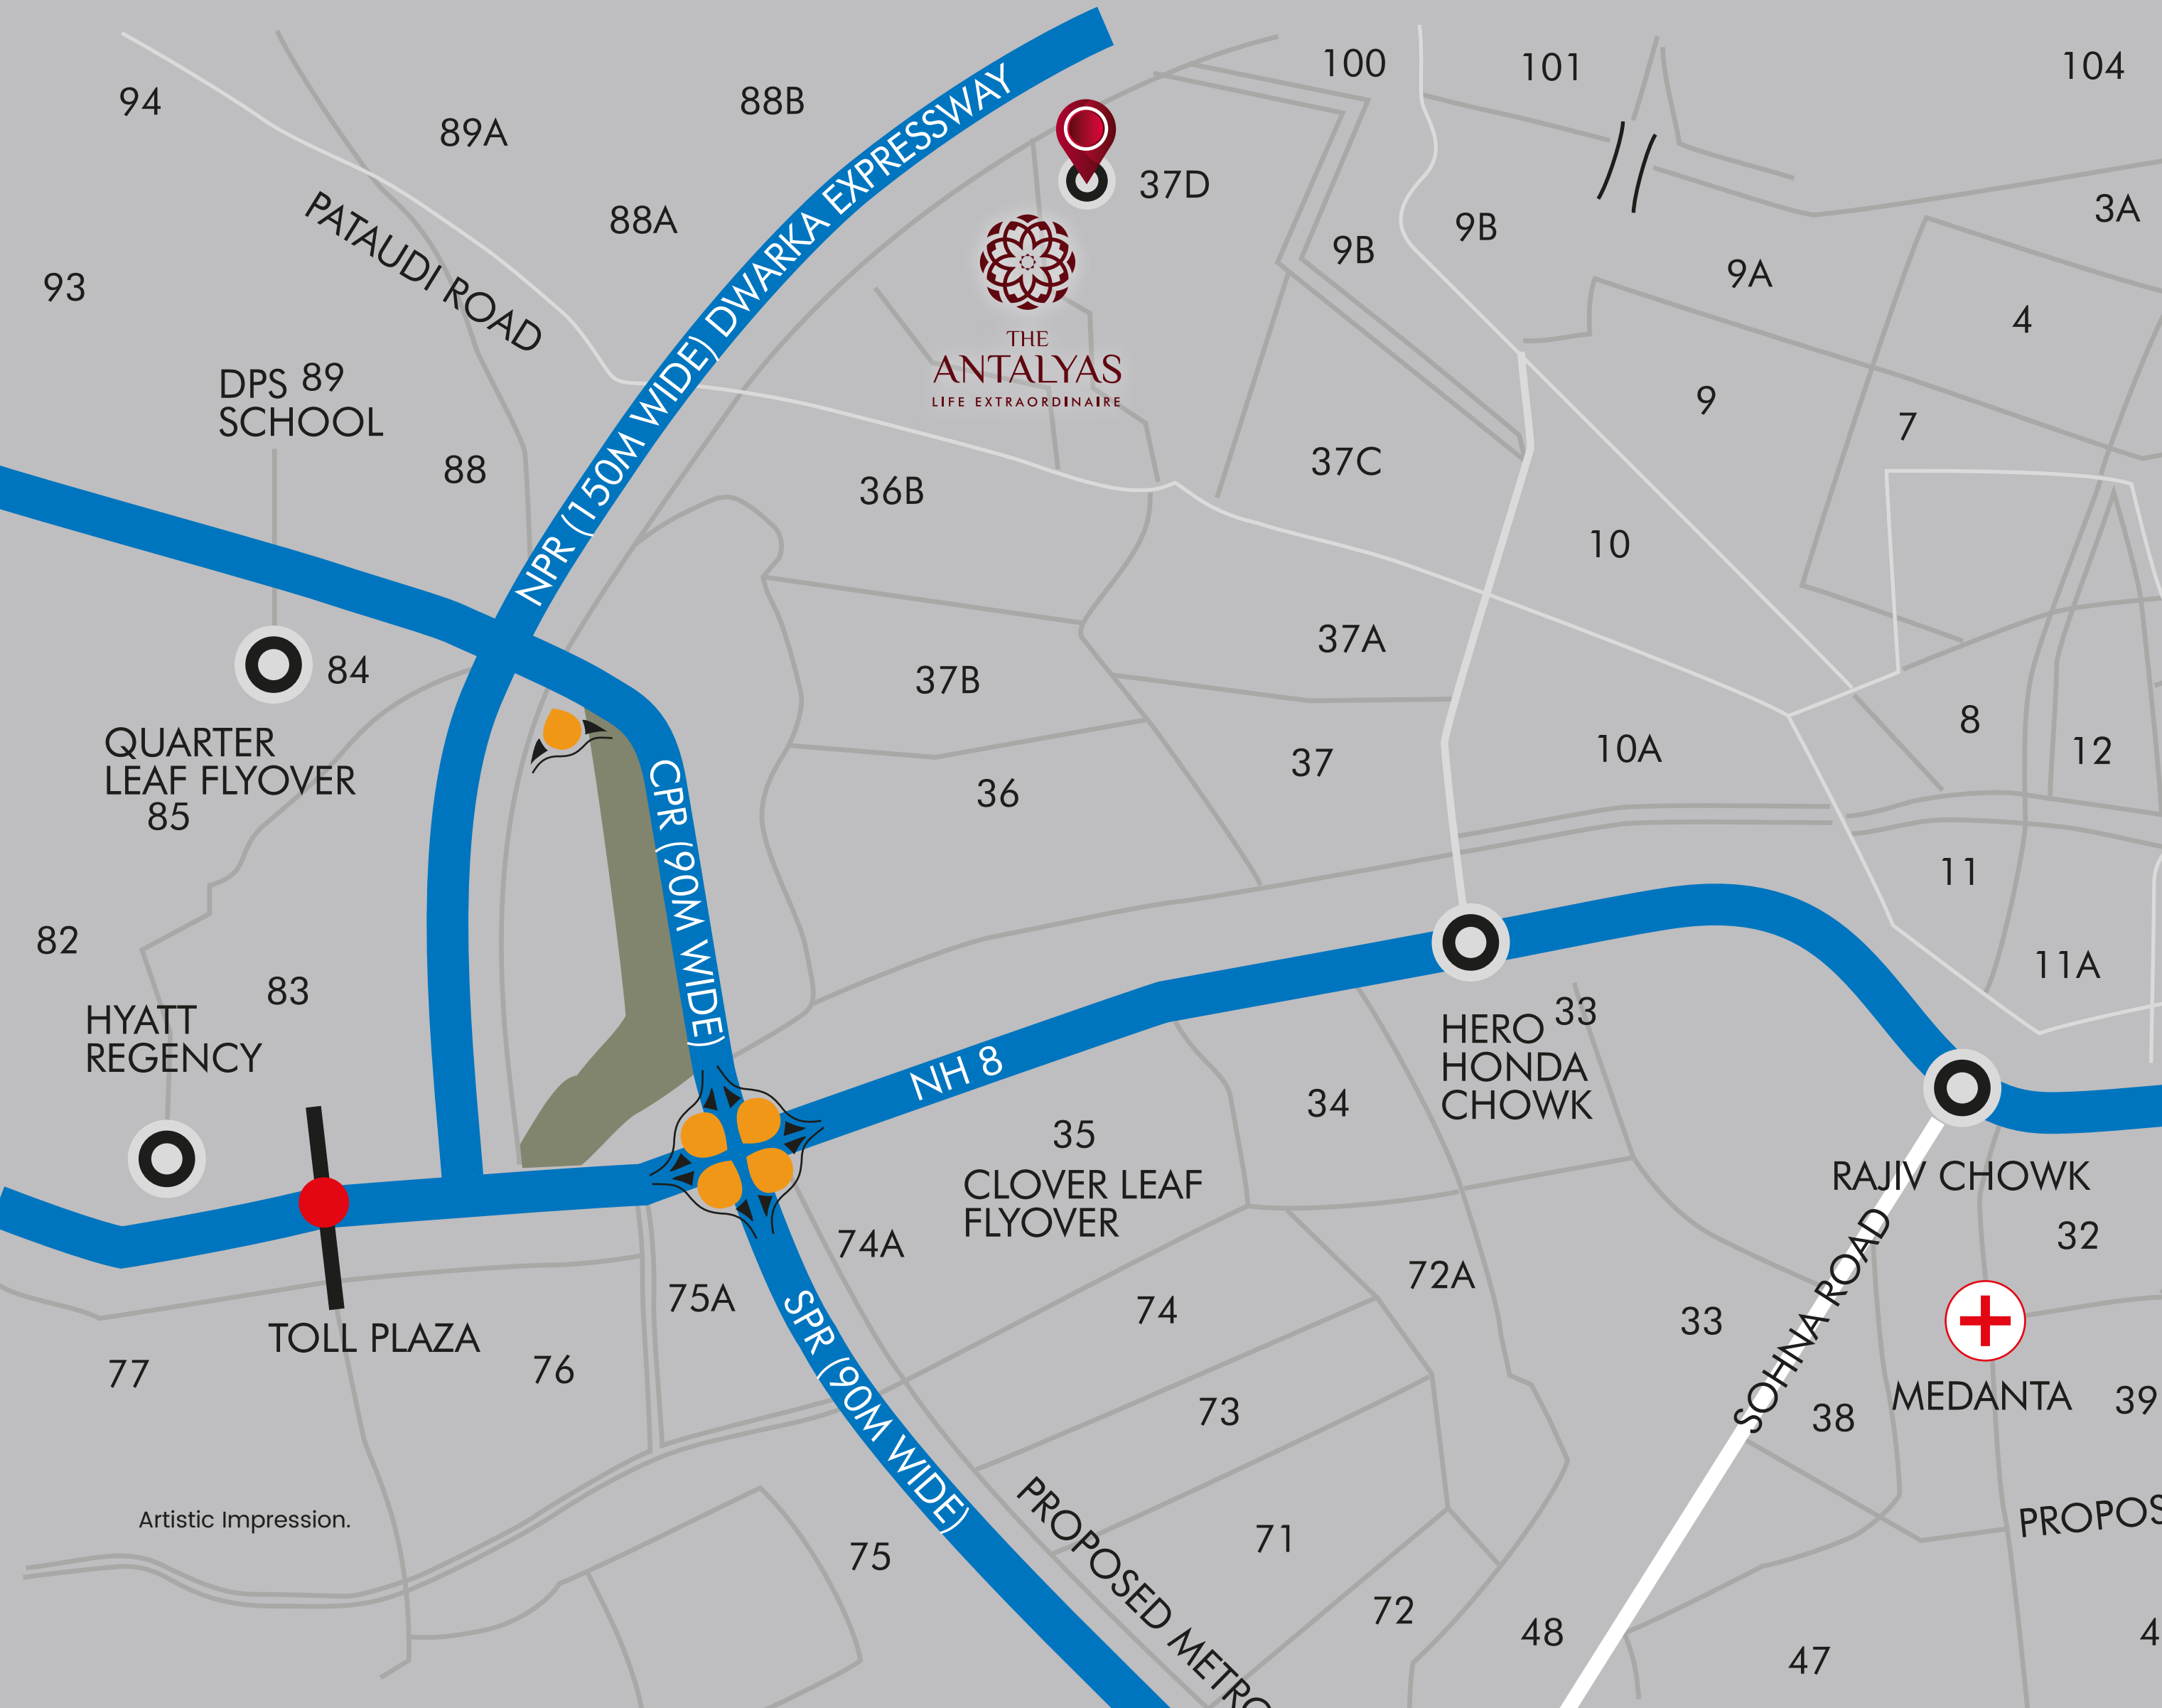 100
101
104
94
88B
89A
NPR (150M WIDE) DWARKA EXPRESSWAY
37D
3A
88A
PATAUDI ROAD
9B
9B
9A
93
4
THE
ANTALYAS
LIFE EXTRAORDINAIRE
DPS 89
SCHOOL
9
7
88
37C
36B
10
37A
84
37B
8
QUARTER
LEAF FLYOVER
85
10A
12
37
36
CPR (90M WIDE)
11
82
11A
83
HYATT
REGENCY
HERO 33
HONDA
CHOWK
NH 8
34
35
CLOVER LEAF
FLYOVER
RAJIV CHOWK
32
74A
72A
75A
74
33
SOHNA ROAD
TOLL PLAZA
SPR (90M WIDE)
76
77
MEDANTA
39
38
73
Artistic Impression.
PROPOSED METRO
PROPOS
71
75
72
48
47
4